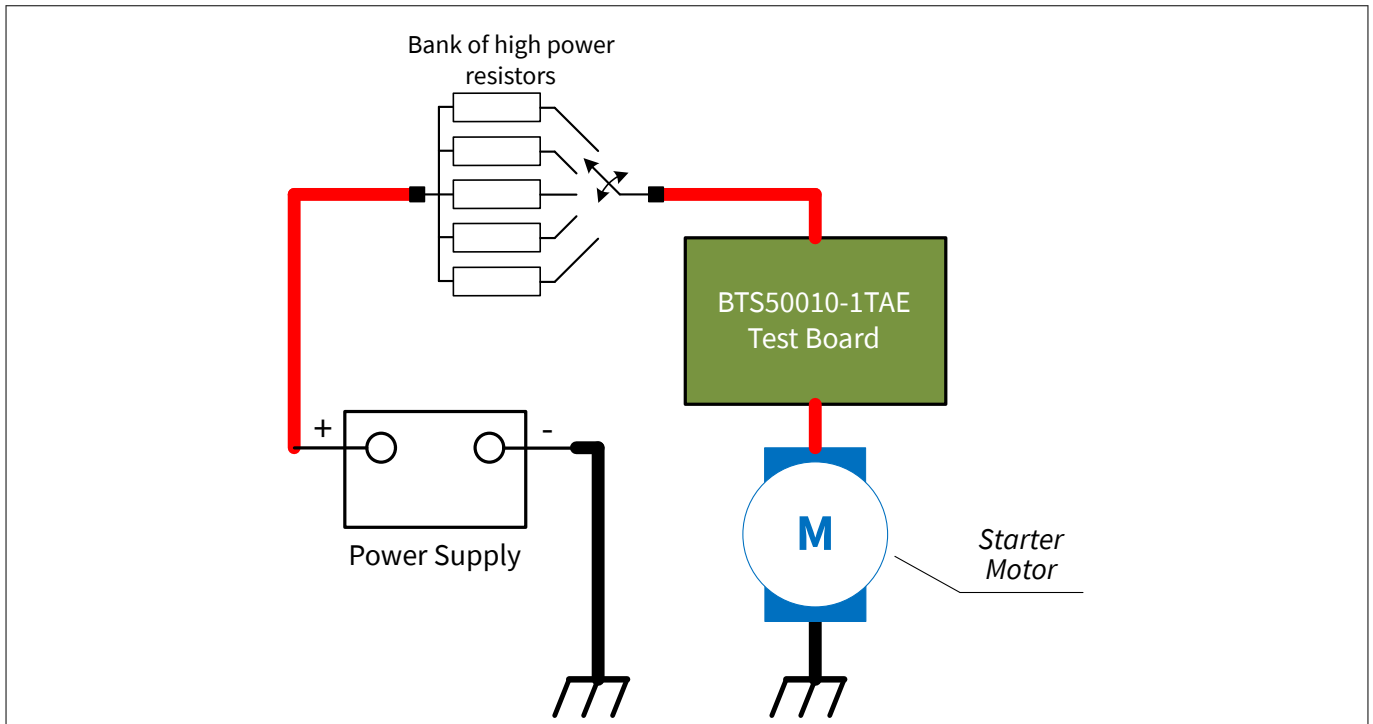 Bank of high power
resistors
BTS50010-1TAE
Test Board
+
-
Power Supply
M
Starter
Motor